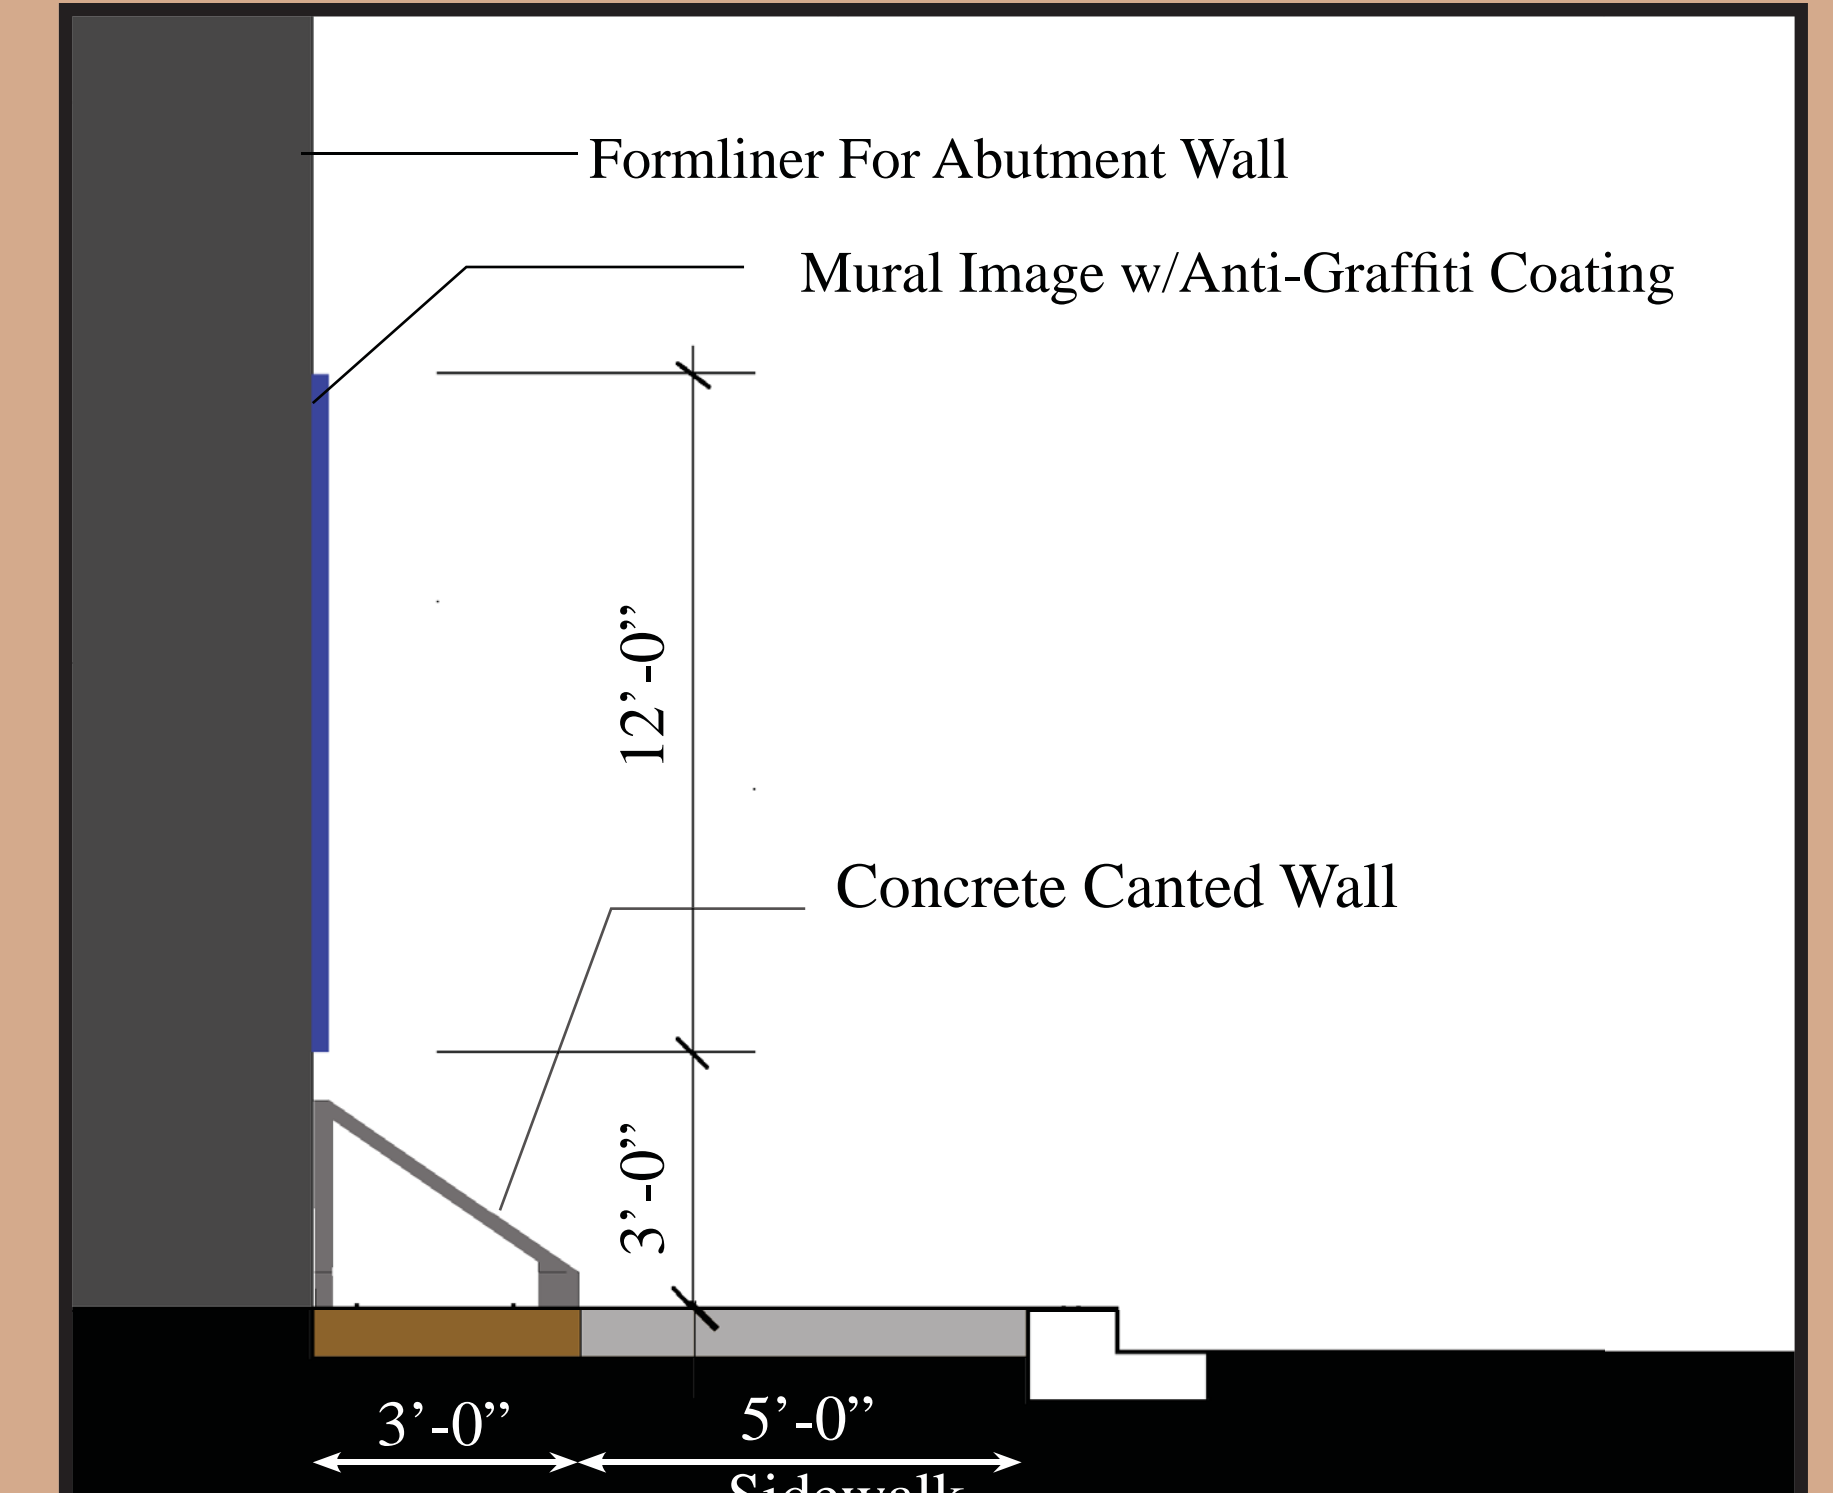 Formliner For Abutment Wall
Mural Image w/Anti-Graffiti Coating
12’-0”
Concrete Canted Wall
3’-0”
3’-0”
5’-0”
Sidewalk